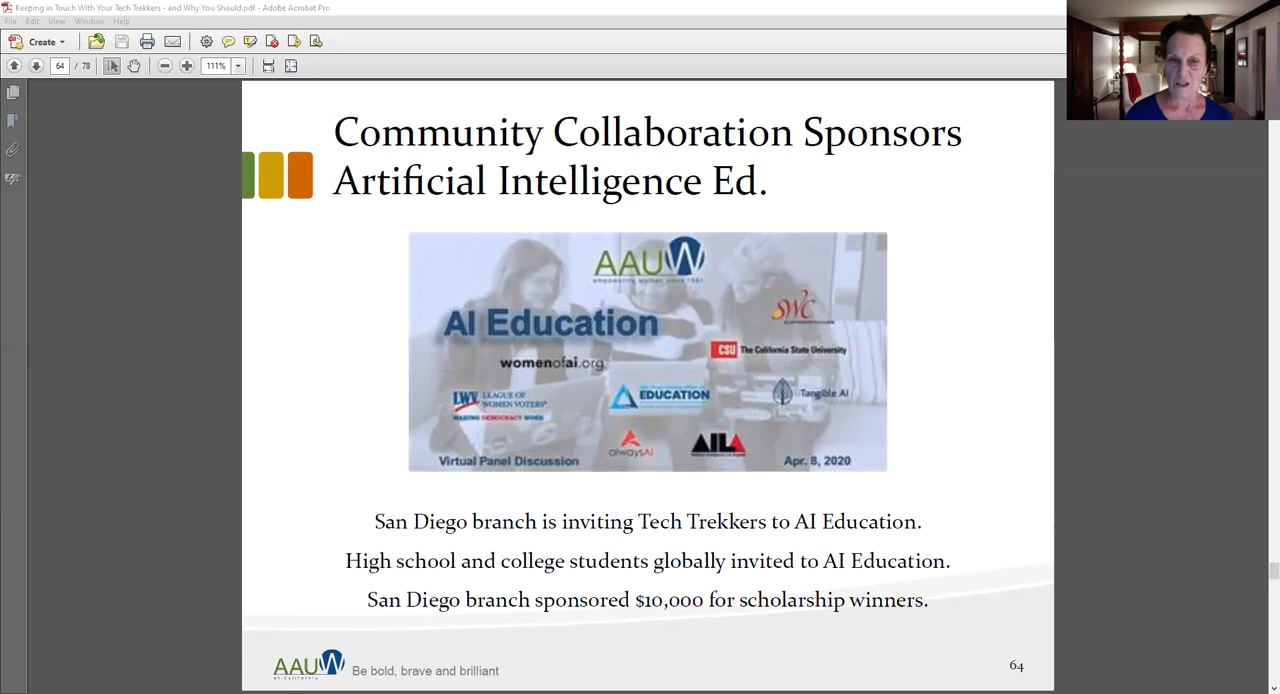 Keeping in Touch With Your Tech Trekkers - and Why You Should.pdf - Adobe Acrobat Pro
File Edit View Window Help
Create
64 / 78 111%
Community Collaboration Sponsors
Artificial Intelligence Ed.
AAUW
empowering women since 1881
AI Education
SWC
womenofai.org
CSU The California State University
LWV LEAGUE OF
WOMEN VOTERS
MAKING DEMOCRACY WORK
EDUCATION
Tangible AI
alwaysAI
AILA
Virtual Panel Discussion
Apr. 8, 2020
San Diego branch is inviting Tech Trekkers to AI Education.
High school and college students globally invited to AI Education.
San Diego branch sponsored $10,000 for scholarship winners.
AAUW
of California
Be bold, brave and brilliant
64